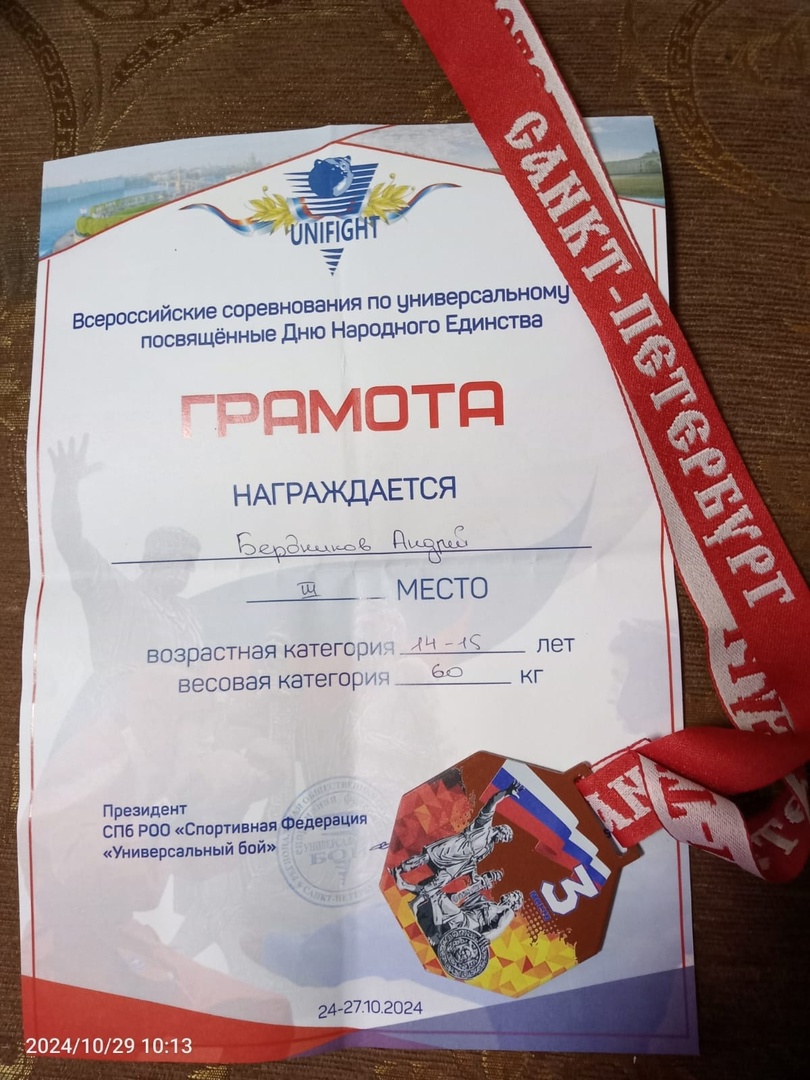 САНКТ-ПЕТЕРБУРГ
UNIFIGHT
Всероссийские соревнования по универсальному
посвящённые Дню Народного Единства
ГРАМОТА
НАГРАЖДАЕТСЯ
Бердников Андрей
III МЕСТО
возрастная категория 14-15 лет
весовая категория 60 кг
Президент
СПб РОО «Спортивная Федерация
«Универсальный бой»
БОЙ
3
24-27.10.2024
2024/10/29 10:13